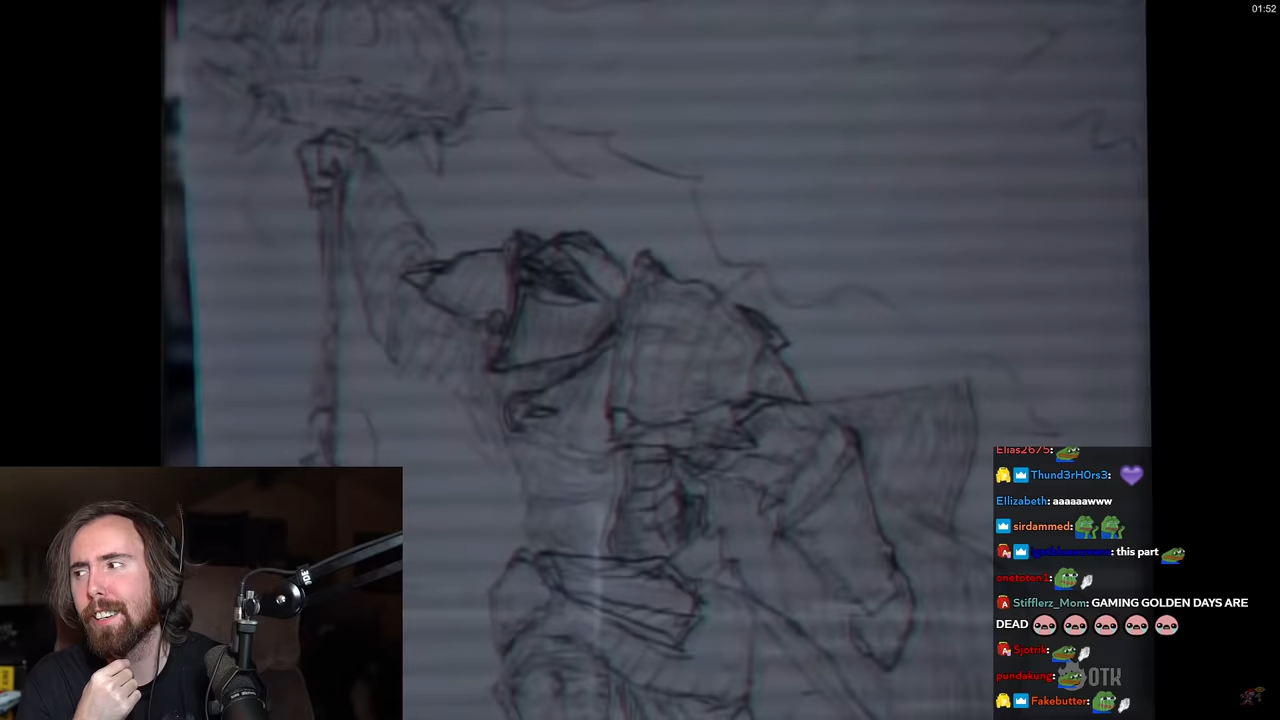 01:52
Elias2675:
Thund3rH0rs3:
Ellizabeth: aaaaaawww
sirdammed:
: this part
onetoten1:
Stifflerz_Mom: GAMING GOLDEN DAYS ARE
DEAD
Sjotrik:
pundakung:
OTK
Fakebutter: